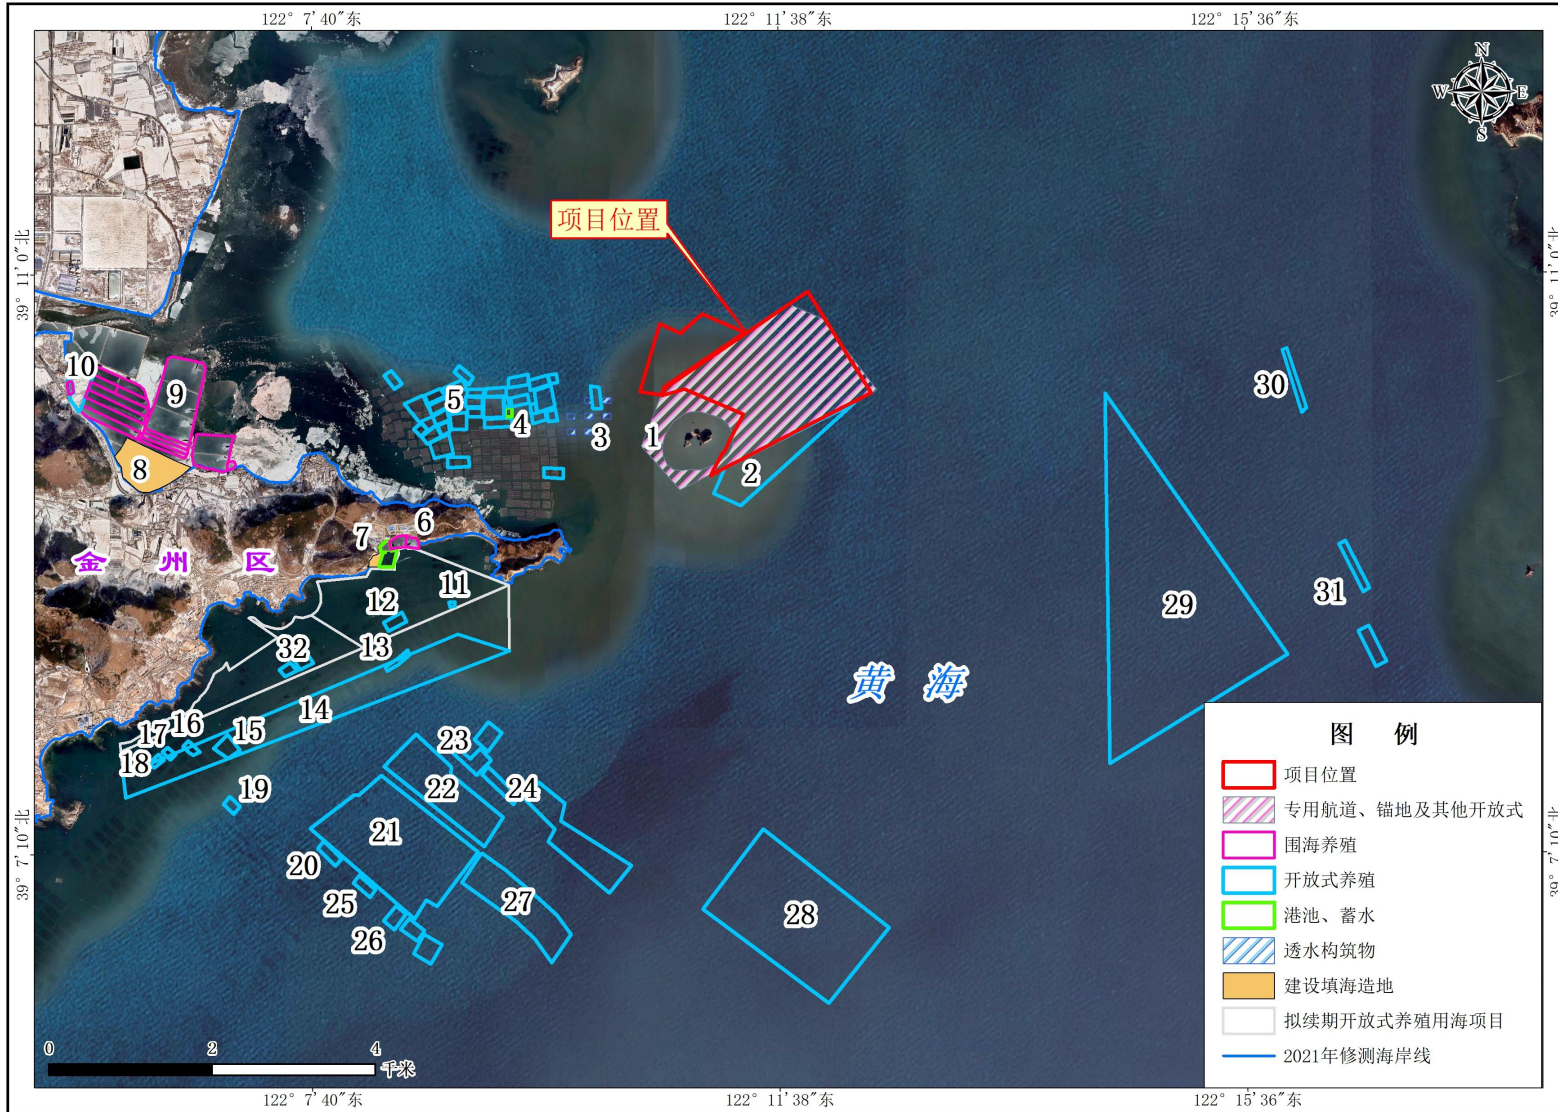 122° 7'40"东
122° 11'38"东
122° 15'36"东
N
W
E
S
39° 11'0"北
39° 11'0"北
项目位置
10
9
8
5
4
3
1
2
30
7
6
金州区
11
12
13
32
14
15
16
17
18
19
29
31
黄海
23
22
24
21
20
25
26
27
28
39° 7'10"北
39° 7'10"北
图例
项目位置
专用航道、锚地及其他开放式
围海养殖
开放式养殖
港池、蓄水
透水构筑物
建设填海造地
拟续期开放式养殖用海项目
2021年修测海岸线
0
2
4
千米
122° 7'40"东
122° 11'38"东
122° 15'36"东